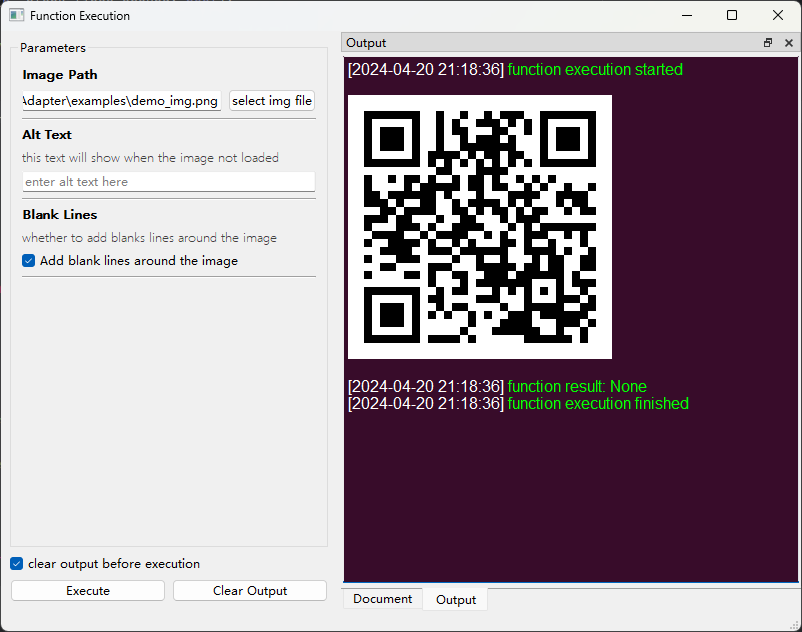 Function Execution
Parameters
Image Path
\dapter\examples\demo_img.png
select img file
Alt Text
this text will show when the image not loaded
enter alt text here
Blank Lines
whether to add blanks lines around the image
Add blank lines around the image
clear output before execution
Execute
Clear Output
Output
[2024-04-20 21:18:36] function execution started
[2024-04-20 21:18:36] function result: None
[2024-04-20 21:18:36] function execution finished
Document
Output